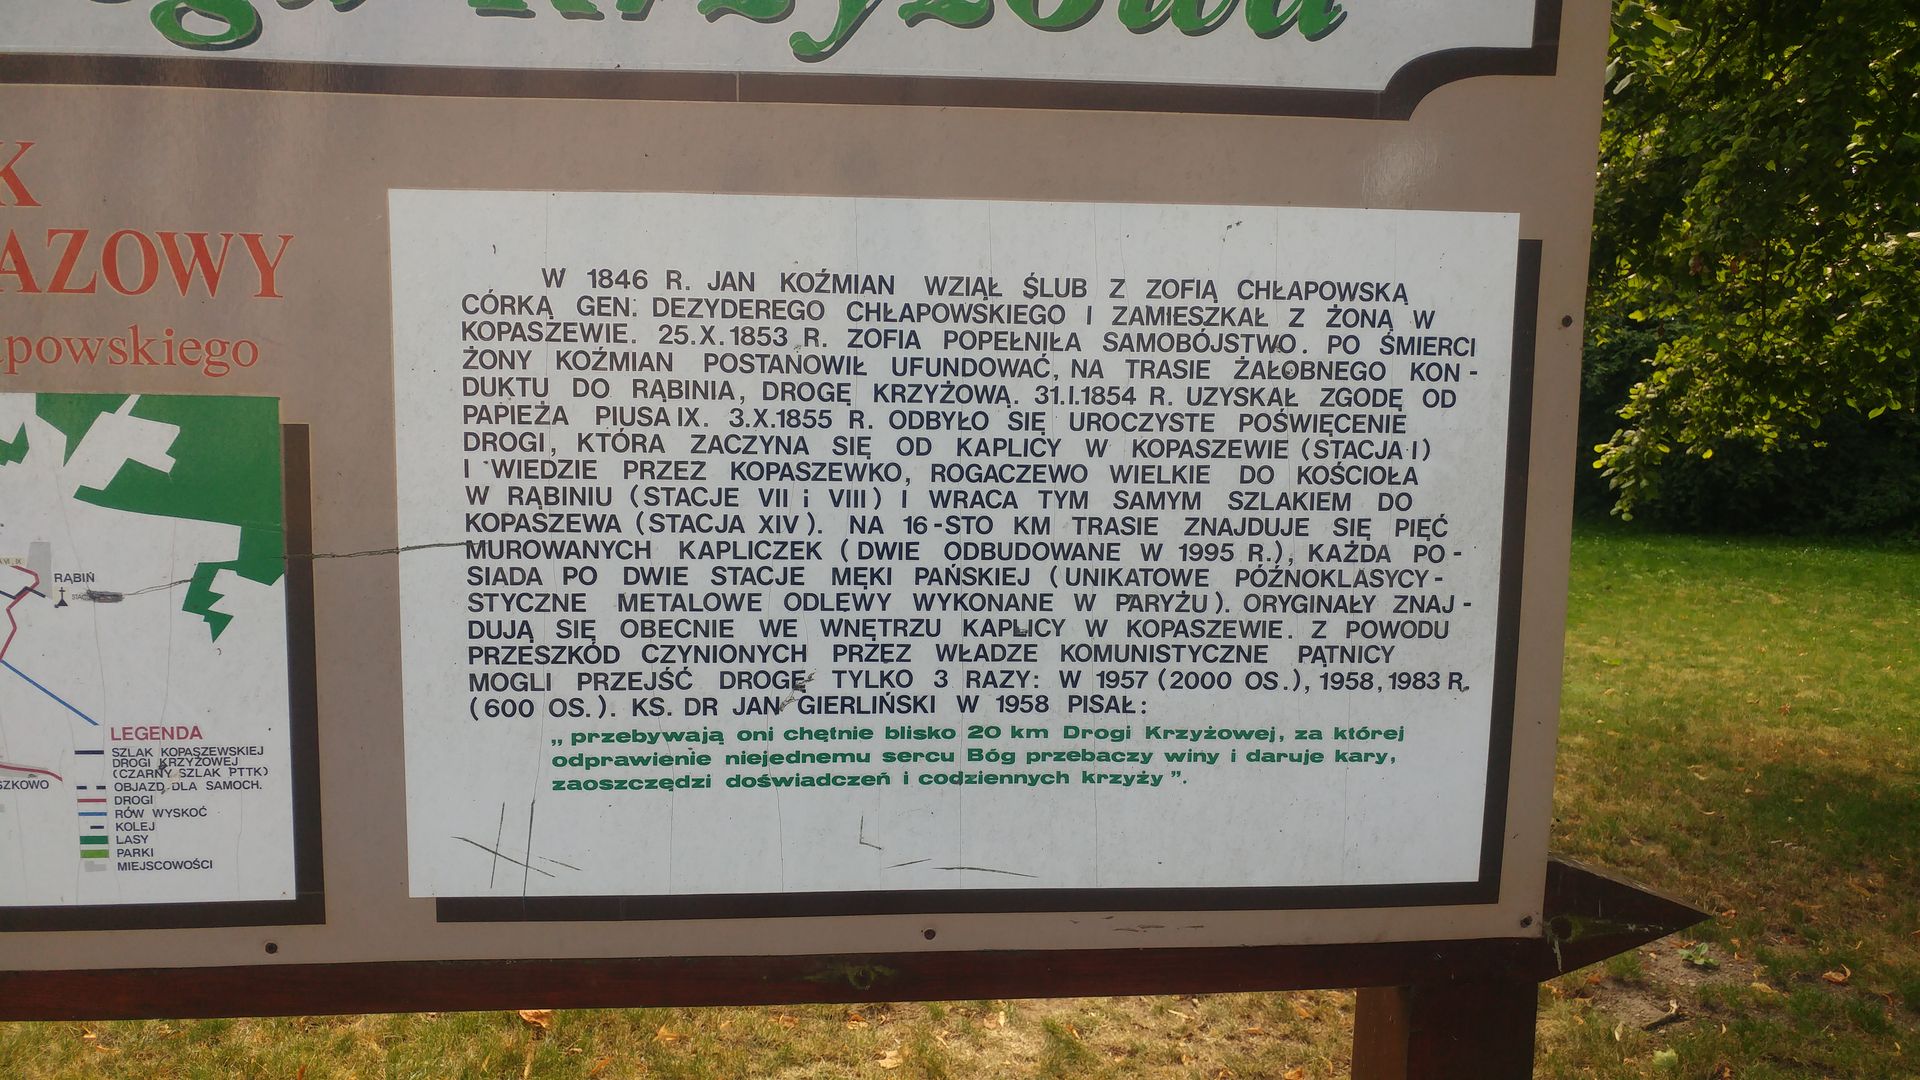 Krzyżowa
AZOWY
powskiego
W 1846 R. JAN KOŹMIAN WZIĄŁ ŚLUB Z ZOFIĄ CHŁAPOWSKĄ
CÓRKĄ GEN. DEZYDEREGO CHŁAPOWSKIEGO I ZAMIESZKAŁ Z ŻONĄ W
KOPASZEWIE. 25.X.1853 R. ZOFIA POPEŁNIŁA SAMOBÓJSTWO. PO ŚMIERCI
ŻONY KOŹMIAN POSTANOWIŁ UFUNDOWAĆ, NA TRASIE ŻAŁOBNEGO KON-
DUKTU DO RĄBINIA, DROGĘ KRZYŻOWĄ. 31.I.1854 R. UZYSKAŁ ZGODĘ OD
PAPIEŻA PIUSA IX. 3.X.1855 R. ODBYŁO SIĘ UROCZYSTE POŚWIĘCENIE
DROGI, KTÓRA ZACZYNA SIĘ OD KAPLICY W KOPASZEWIE (STACJA I)
I WIEDZIE PRZEZ KOPASZEWKO, ROGACZEWO WIELKIE DO KOŚCIOŁA
W RĄBINIU (STACJE VII i VIII) I WRACA TYM SAMYM SZLAKIEM DO
KOPASZEWA (STACJA XIV). NA 16-STO KM TRASIE ZNAJDUJE SIĘ PIĘĆ
MUROWANYCH KAPLICZEK (DWIE ODBUDOWANE W 1995 R.), KAŻDA PO-
SIADA PO DWIE STACJE MĘKI PAŃSKIEJ (UNIKATOWE PÓŹNOKLASYCY-
STYCZNE METALOWE ODLEWY WYKONANE W PARYŻU). ORYGINAŁY ZNAJ-
DUJĄ SIĘ OBECNIE WE WNĘTRZU KAPLICY W KOPASZEWIE. Z POWODU
PRZESZKÓD CZYNIONYCH PRZEZ WŁADZE KOMUNISTYCZNE PĄTNICY
MOGLI PRZEJŚĆ DROGĘ TYLKO 3 RAZY: W 1957 (2000 OS.), 1958, 1983 R.
(600 OS.). KS. DR JAN GIERLIŃSKI W 1958 PISAŁ:
„przebywają oni chętnie blisko 20 km Drogi Krzyżowej, za której
odprawienie niejednemu sercu Bóg przebaczy winy i daruje kary,
zaoszczędzi doświadczeń i codziennych krzyży”.
RĄBIŃ
LEGENDA
SZLAK KOPASZEWSKIEJ
DROGI KRZYŻOWEJ
(CZARNY SZLAK PTTK)
OBJAZD DLA SAMOCH.
DROGI
RÓW WYSKOĆ
KOLEJ
LASY
PARKI
MIEJSCOWOŚCI
SZKOWO